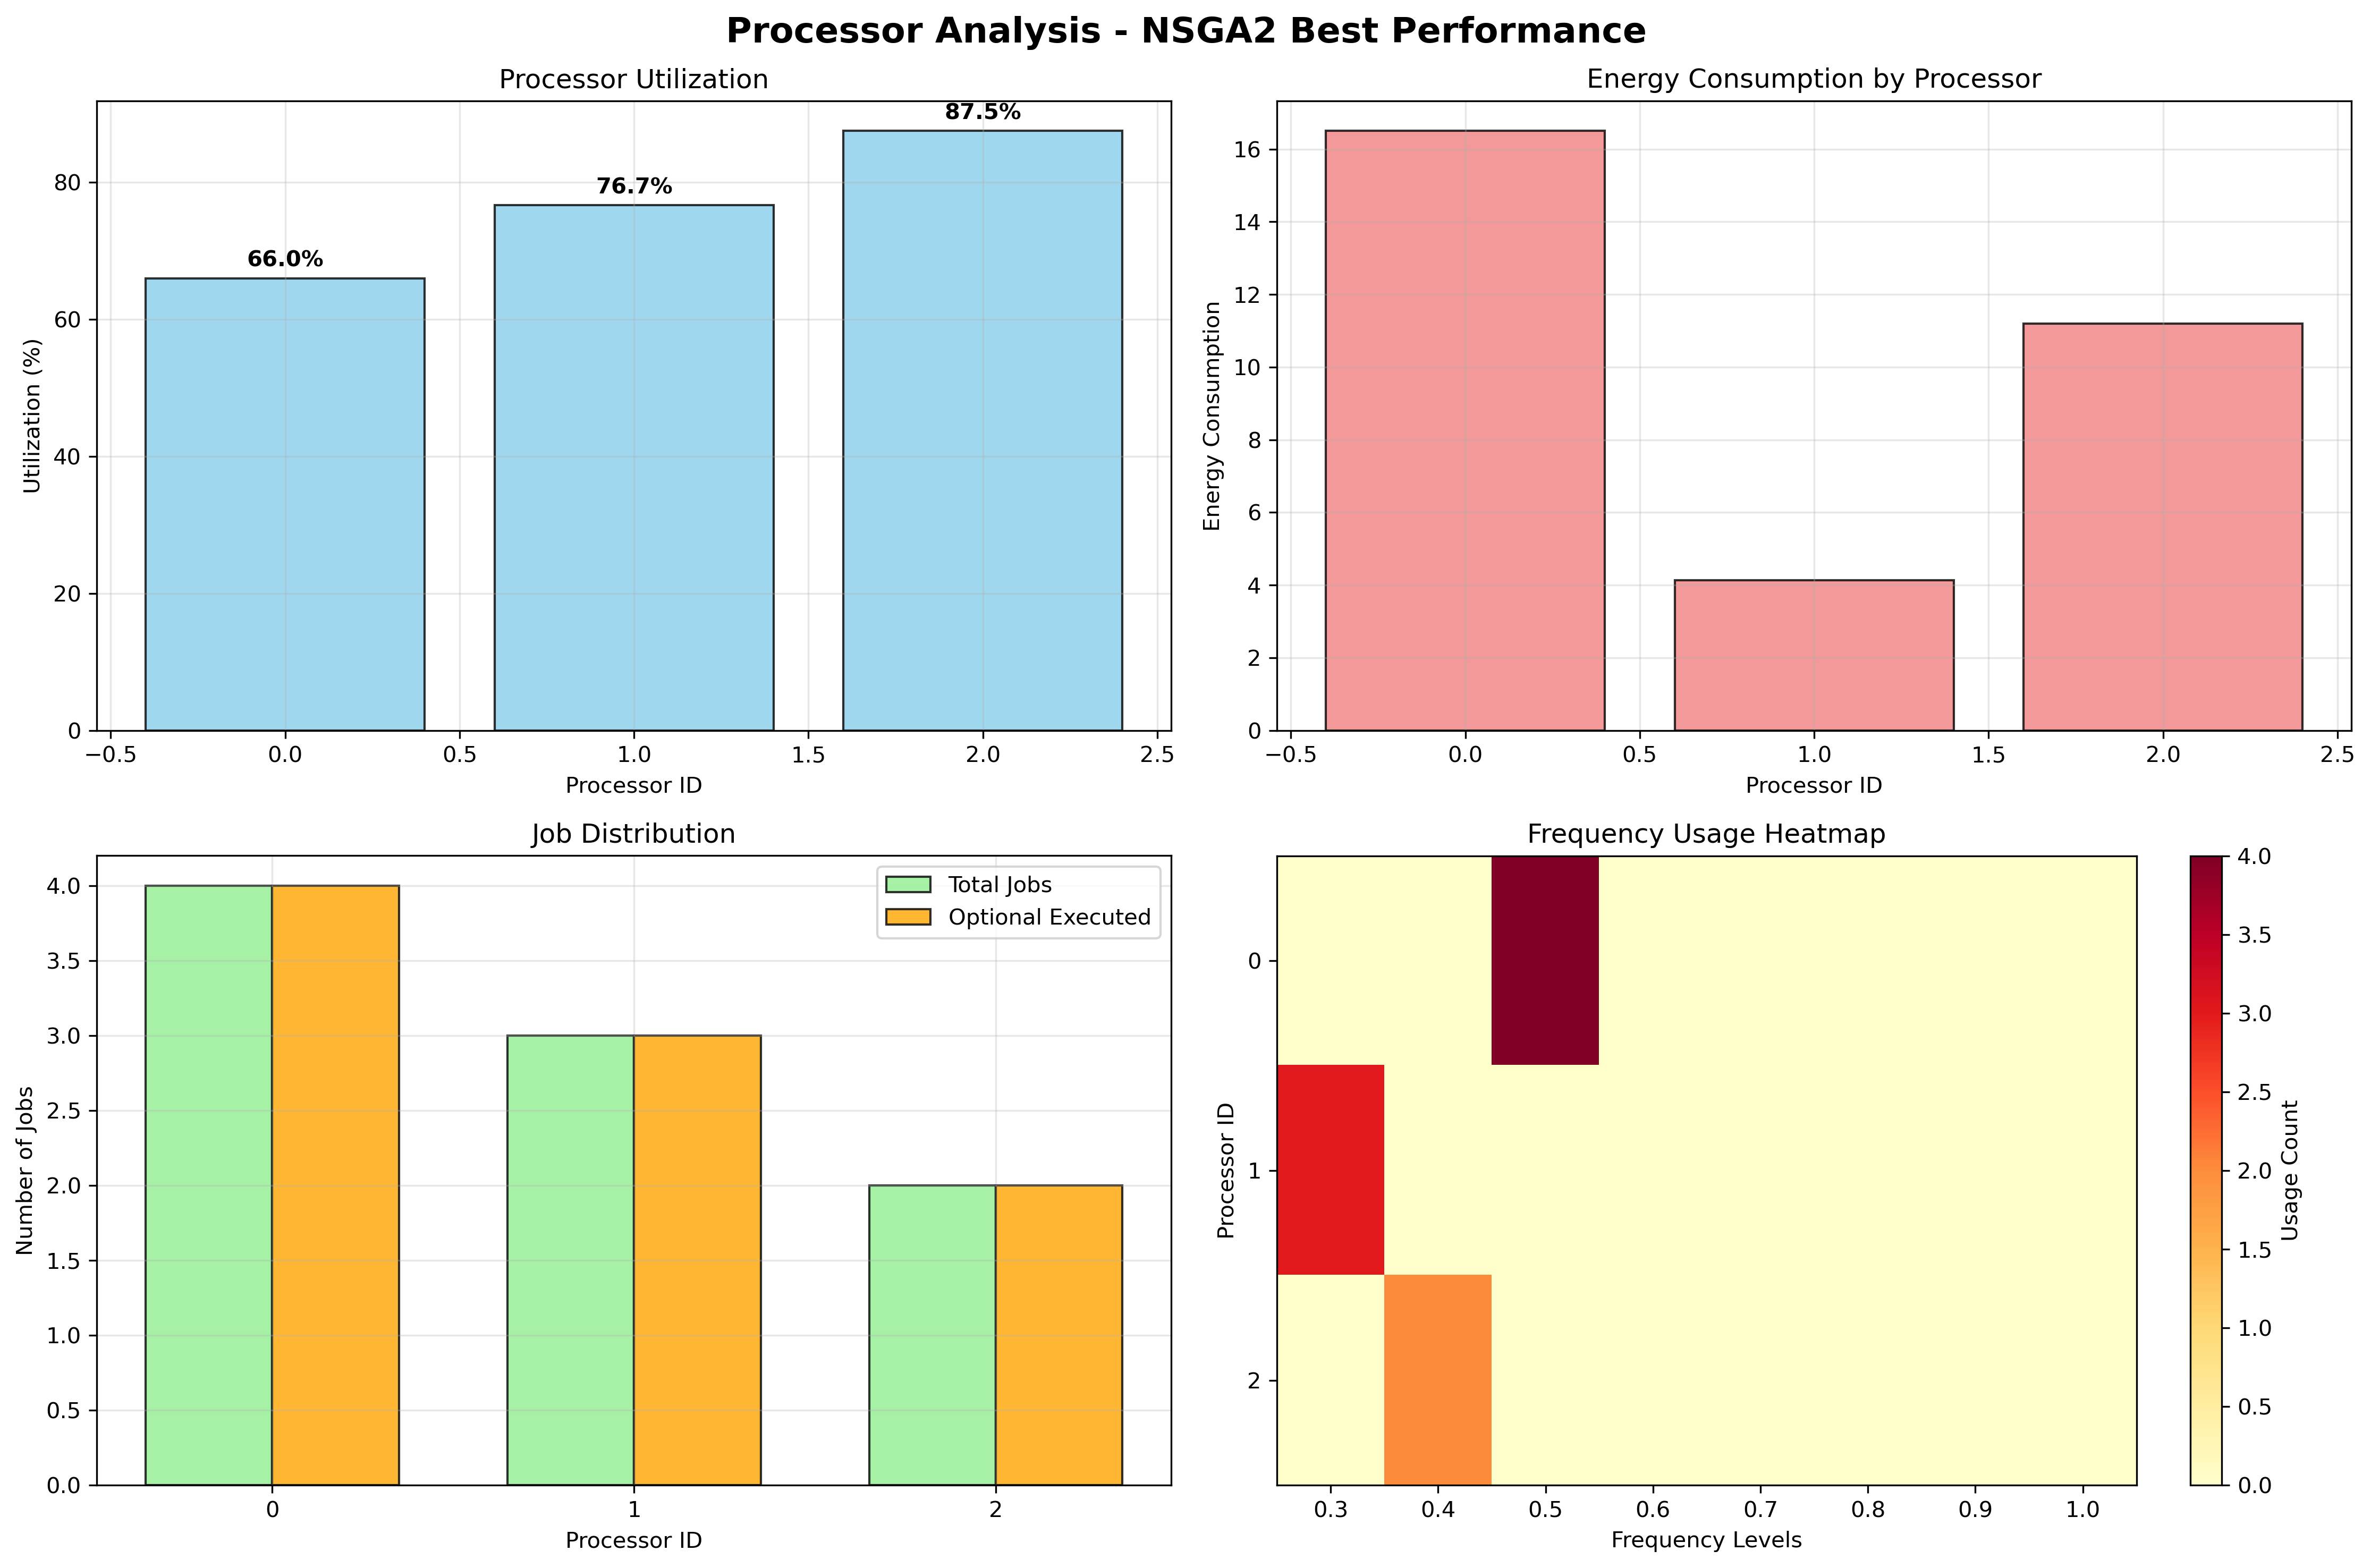 Processor Analysis - NSGA2 Best Performance
Processor Utilization
87.5%
76.7%
66.0%
80
60
40
20
0
Utilization (%)
−0.5 0.0 0.5 1.0 1.5 2.0 2.5
Processor ID
Energy Consumption by Processor
16
14
12
10
8
6
4
2
0
Energy Consumption
−0.5 0.0 0.5 1.0 1.5 2.0 2.5
Processor ID
Job Distribution
Total Jobs
Optional Executed
4.0
3.5
3.0
2.5
2.0
1.5
1.0
0.5
0.0
Number of Jobs
0 1 2
Processor ID
Frequency Usage Heatmap
0
1
2
Processor ID
0.3 0.4 0.5 0.6 0.7 0.8 0.9 1.0
Frequency Levels
4.0
3.5
3.0
2.5
2.0
1.5
1.0
0.5
0.0
Usage Count